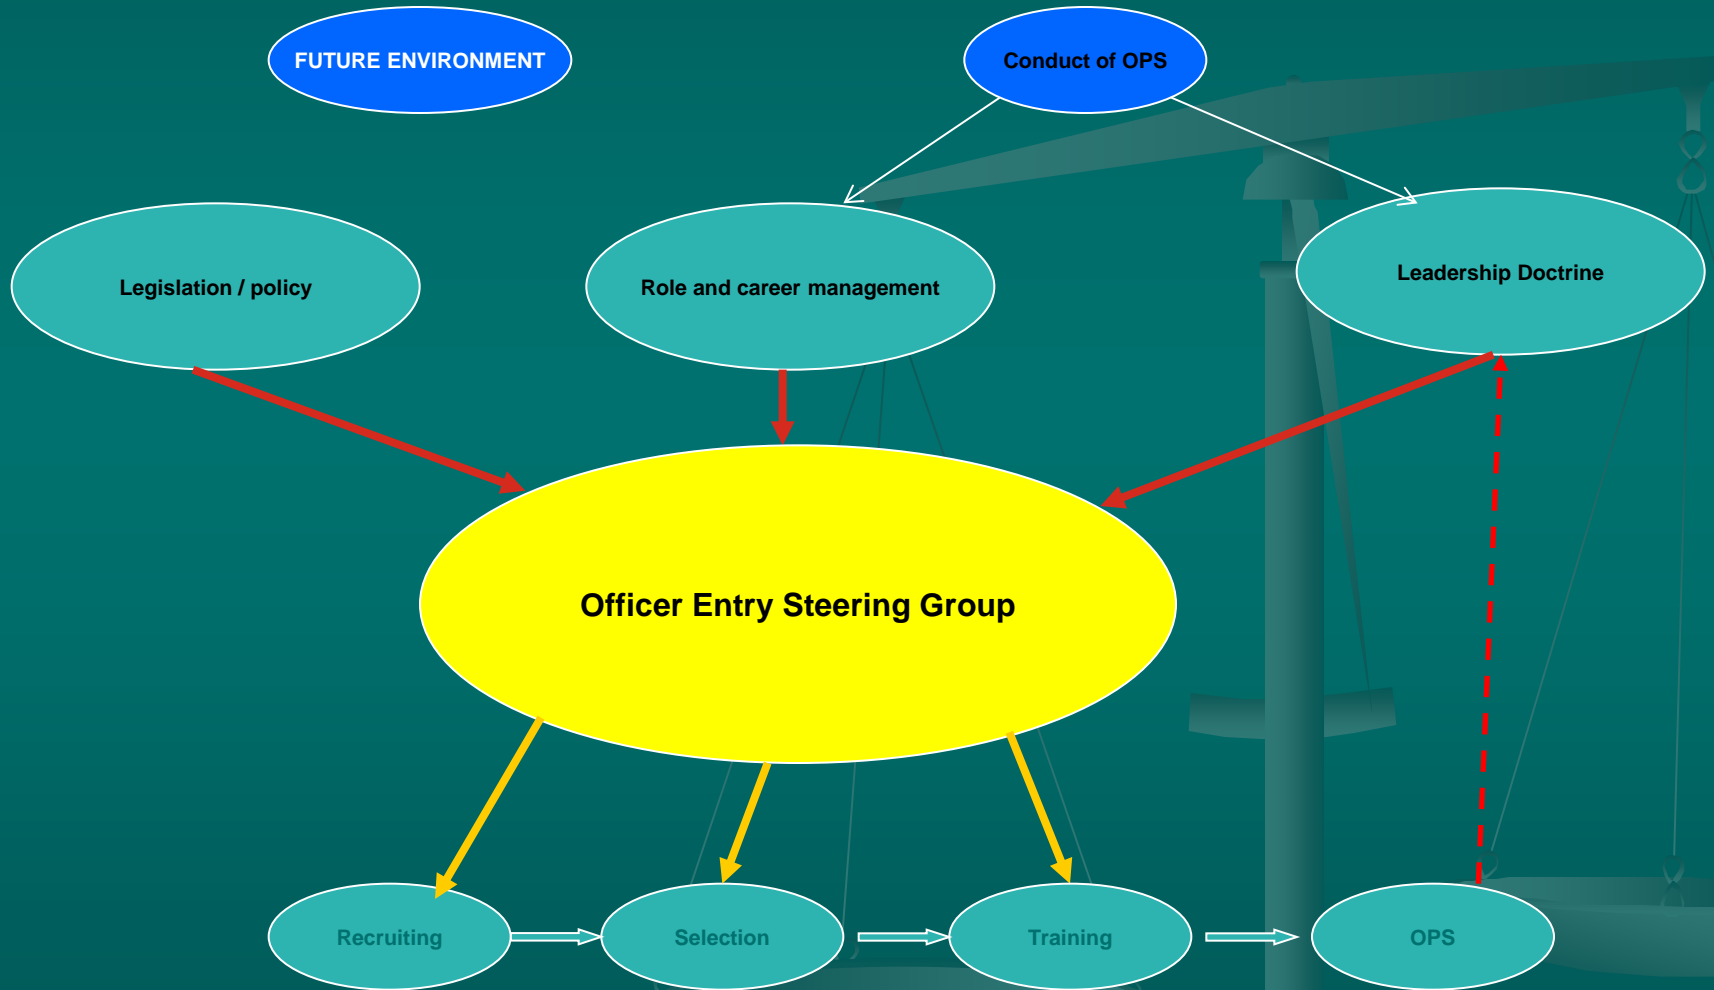 FUTURE ENVIRONMENT
Conduct of OPS
Legislation / policy
Role and career management
Leadership Doctrine
Officer Entry Steering Group
Recruiting
Selection
Training
OPS